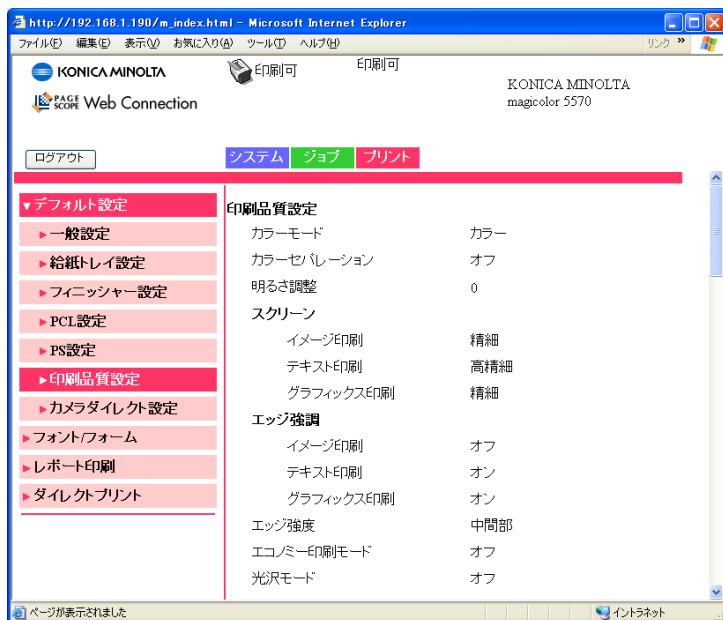 http://192.168.1.190/m_index.html - Microsoft Internet Explorer
ファイル(F) 編集(E) 表示(V) お気に入り(A) ツール(T) ヘルプ(H) リンク »
KONICA MINOLTA
印刷可
印刷可
KONICA MINOLTA
magicolor 5570
PAGE SCOPE Web Connection
ログアウト
システム ジョブ プリント
▼デフォルト設定
►一般設定
►給紙トレイ設定
►フィニッシャー設定
►PCL設定
►PS設定
►印刷品質設定
►カメラダイレクト設定
►フォント/フォーム
►レポート印刷
►ダイレクトプリント
印刷品質設定
カラーモード カラー
カラーセパレーション オフ
明るさ調整 0
スクリーン
イメージ印刷 精細
テキスト印刷 高精細
グラフィックス印刷 精細
エッジ強調
イメージ印刷 オフ
テキスト印刷 オン
グラフィックス印刷 オン
エッジ強度 中間部
エコノミー印刷モード オフ
光沢モード オフ
ページが表示されました
イントラネット